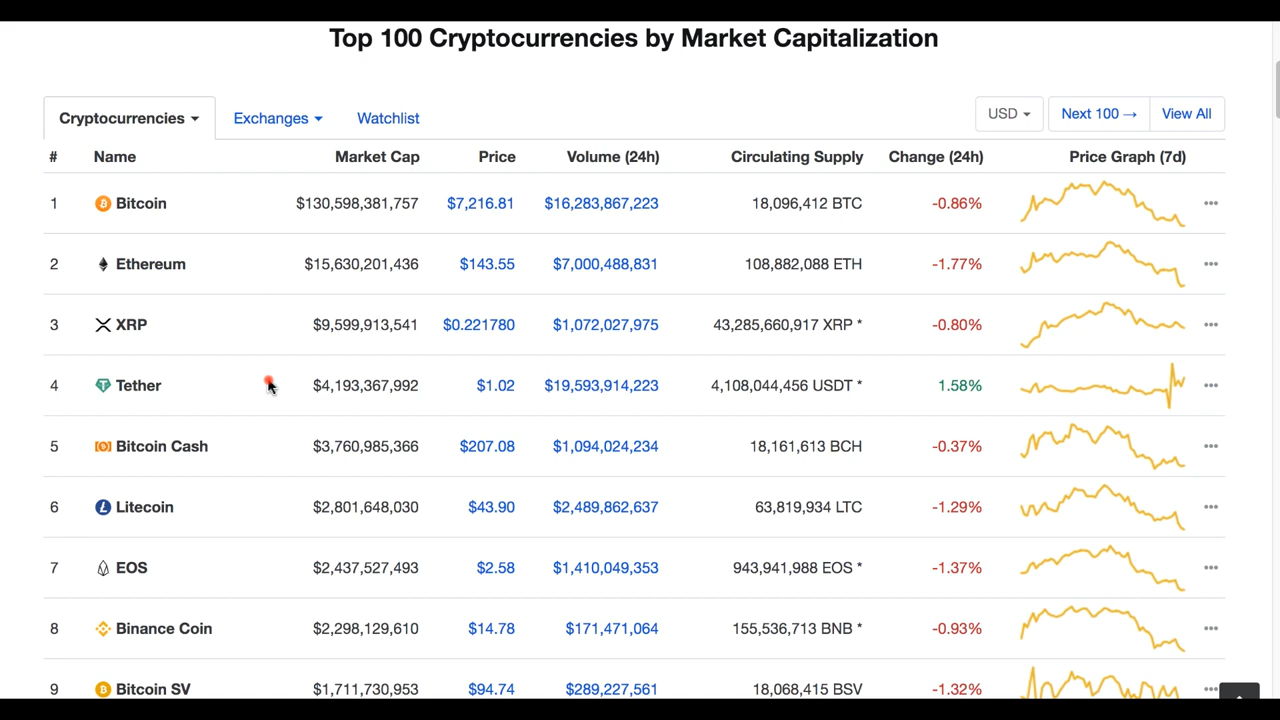 Top 100 Cryptocurrencies by Market Capitalization
Cryptocurrencies Exchanges Watchlist USD Next 100 → View All
# Name Market Cap Price Volume (24h) Circulating Supply Change (24h) Price Graph (7d)
1 Bitcoin $130,598,381,757 $7,216.81 $16,283,867,223 18,096,412 BTC -0.86%
2 Ethereum $15,630,201,436 $143.55 $7,000,488,831 108,882,088 ETH -1.77%
3 XRP $9,599,913,541 $0.221780 $1,072,027,975 43,285,660,917 XRP * -0.80%
4 Tether $4,193,367,992 $1.02 $19,593,914,223 4,108,044,456 USDT * 1.58%
5 Bitcoin Cash $3,760,985,366 $207.08 $1,094,024,234 18,161,613 BCH -0.37%
6 Litecoin $2,801,648,030 $43.90 $2,489,862,637 63,819,934 LTC -1.29%
7 EOS $2,437,527,493 $2.58 $1,410,049,353 943,941,988 EOS * -1.37%
8 Binance Coin $2,298,129,610 $14.78 $171,471,064 155,536,713 BNB * -0.93%
9 Bitcoin SV $1,711,730,953 $94.74 $289,227,561 18,068,415 BSV -1.32%